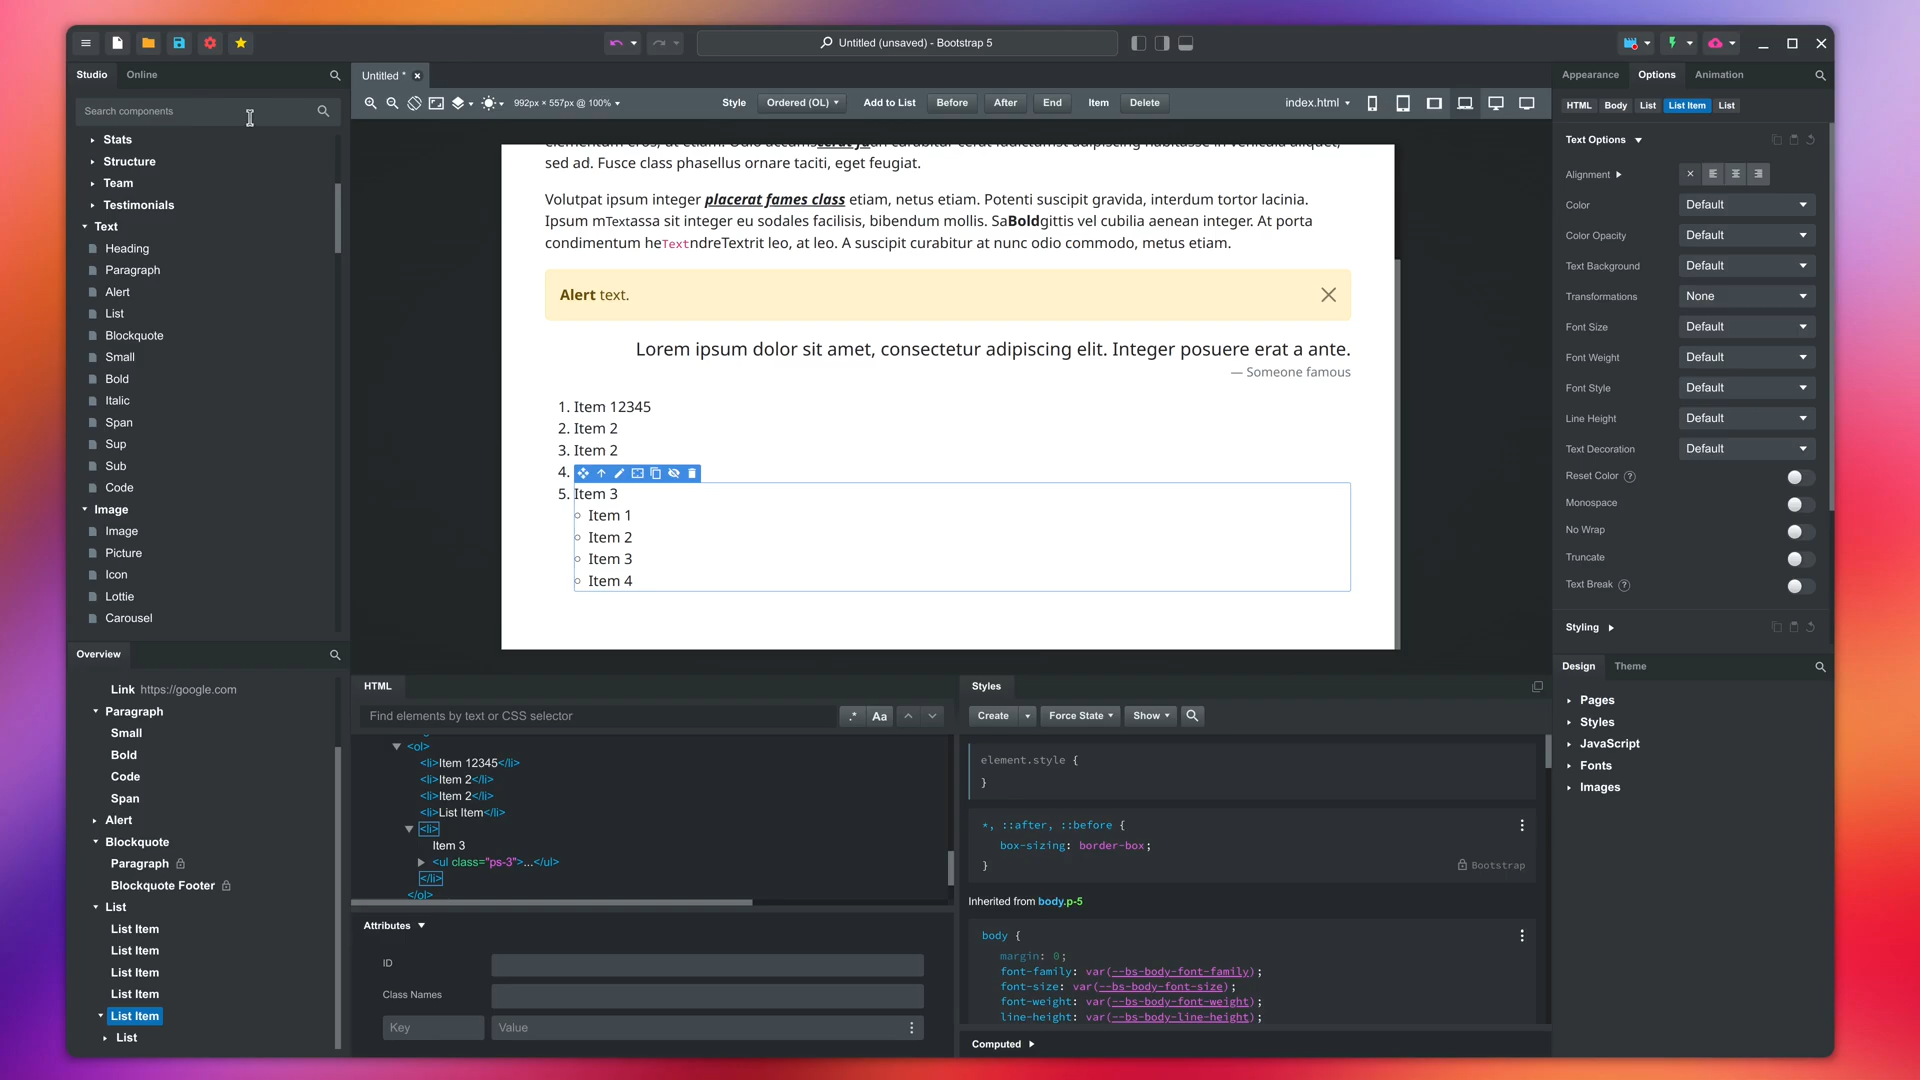 Untitled (unsaved) - Bootstrap 5
Studio
Online
Search components
Stats
Structure
Team
Testimonials
Text
Heading
Paragraph
Alert
List
Blockquote
Small
Bold
Italic
Span
Sup
Sub
Code
Image
Image
Picture
Icon
Lottie
Carousel
Overview
Link https://google.com
Paragraph
Small
Bold
Code
Span
Alert
Blockquote
Paragraph
Blockquote Footer
List
List Item
List Item
List Item
List Item
List Item
List
Untitled *
992px × 557px @ 100%
Style
Ordered (OL)
Add to List
Before
After
End
Item
Delete
index.html
sed ad. Fusce class phasellus ornare taciti, eget feugiat.
Volutpat ipsum integer placerat fames class etiam, netus etiam. Potenti suscipit gravida, interdum tortor lacinia.
Ipsum mTextassa sit integer eu sodales facilisis, bibendum mollis. SaBoldgittis vel cubilia aenean integer. At porta
condimentum heTextndreTextrit leo, at leo. A suscipit curabitur at nunc odio commodo, metus etiam.
Alert text.
Lorem ipsum dolor sit amet, consectetur adipiscing elit. Integer posuere erat a ante.
— Someone famous
1. Item 12345
2. Item 2
3. Item 2
4.
5. Item 3
Item 1
Item 2
Item 3
Item 4
HTML
Find elements by text or CSS selector
.*
Aa
<ol>
<li>Item 12345</li>
<li>Item 2</li>
<li>Item 2</li>
<li>List Item</li>
<li>
Item 3
<ul class="ps-3">...</ul>
</li>
</ol>
Attributes
ID
Class Names
Key
Value
Styles
Create
Force State
Show
element.style {
}
*, ::after, ::before {
box-sizing: border-box;
}
Bootstrap
Inherited from body.p-5
body {
margin: 0;
font-family: var(--bs-body-font-family);
font-size: var(--bs-body-font-size);
font-weight: var(--bs-body-font-weight);
line-height: var(--bs-body-line-height);
Computed
Appearance
Options
Animation
HTML
Body
List
List Item
List
Text Options
Alignment
Color
Default
Color Opacity
Default
Text Background
Default
Transformations
None
Font Size
Default
Font Weight
Default
Font Style
Default
Line Height
Default
Text Decoration
Default
Reset Color
Monospace
No Wrap
Truncate
Text Break
Styling
Design
Theme
Pages
Styles
JavaScript
Fonts
Images